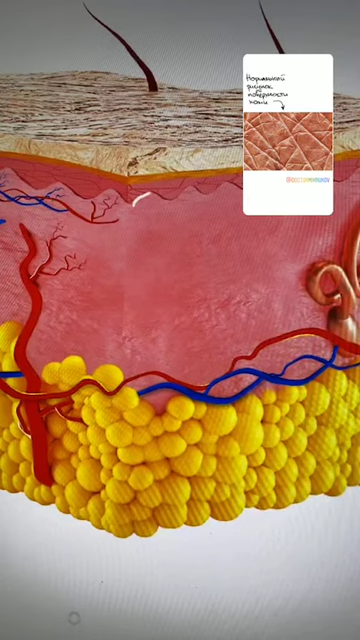 Нормальный
рисунок
поверхности
кожи